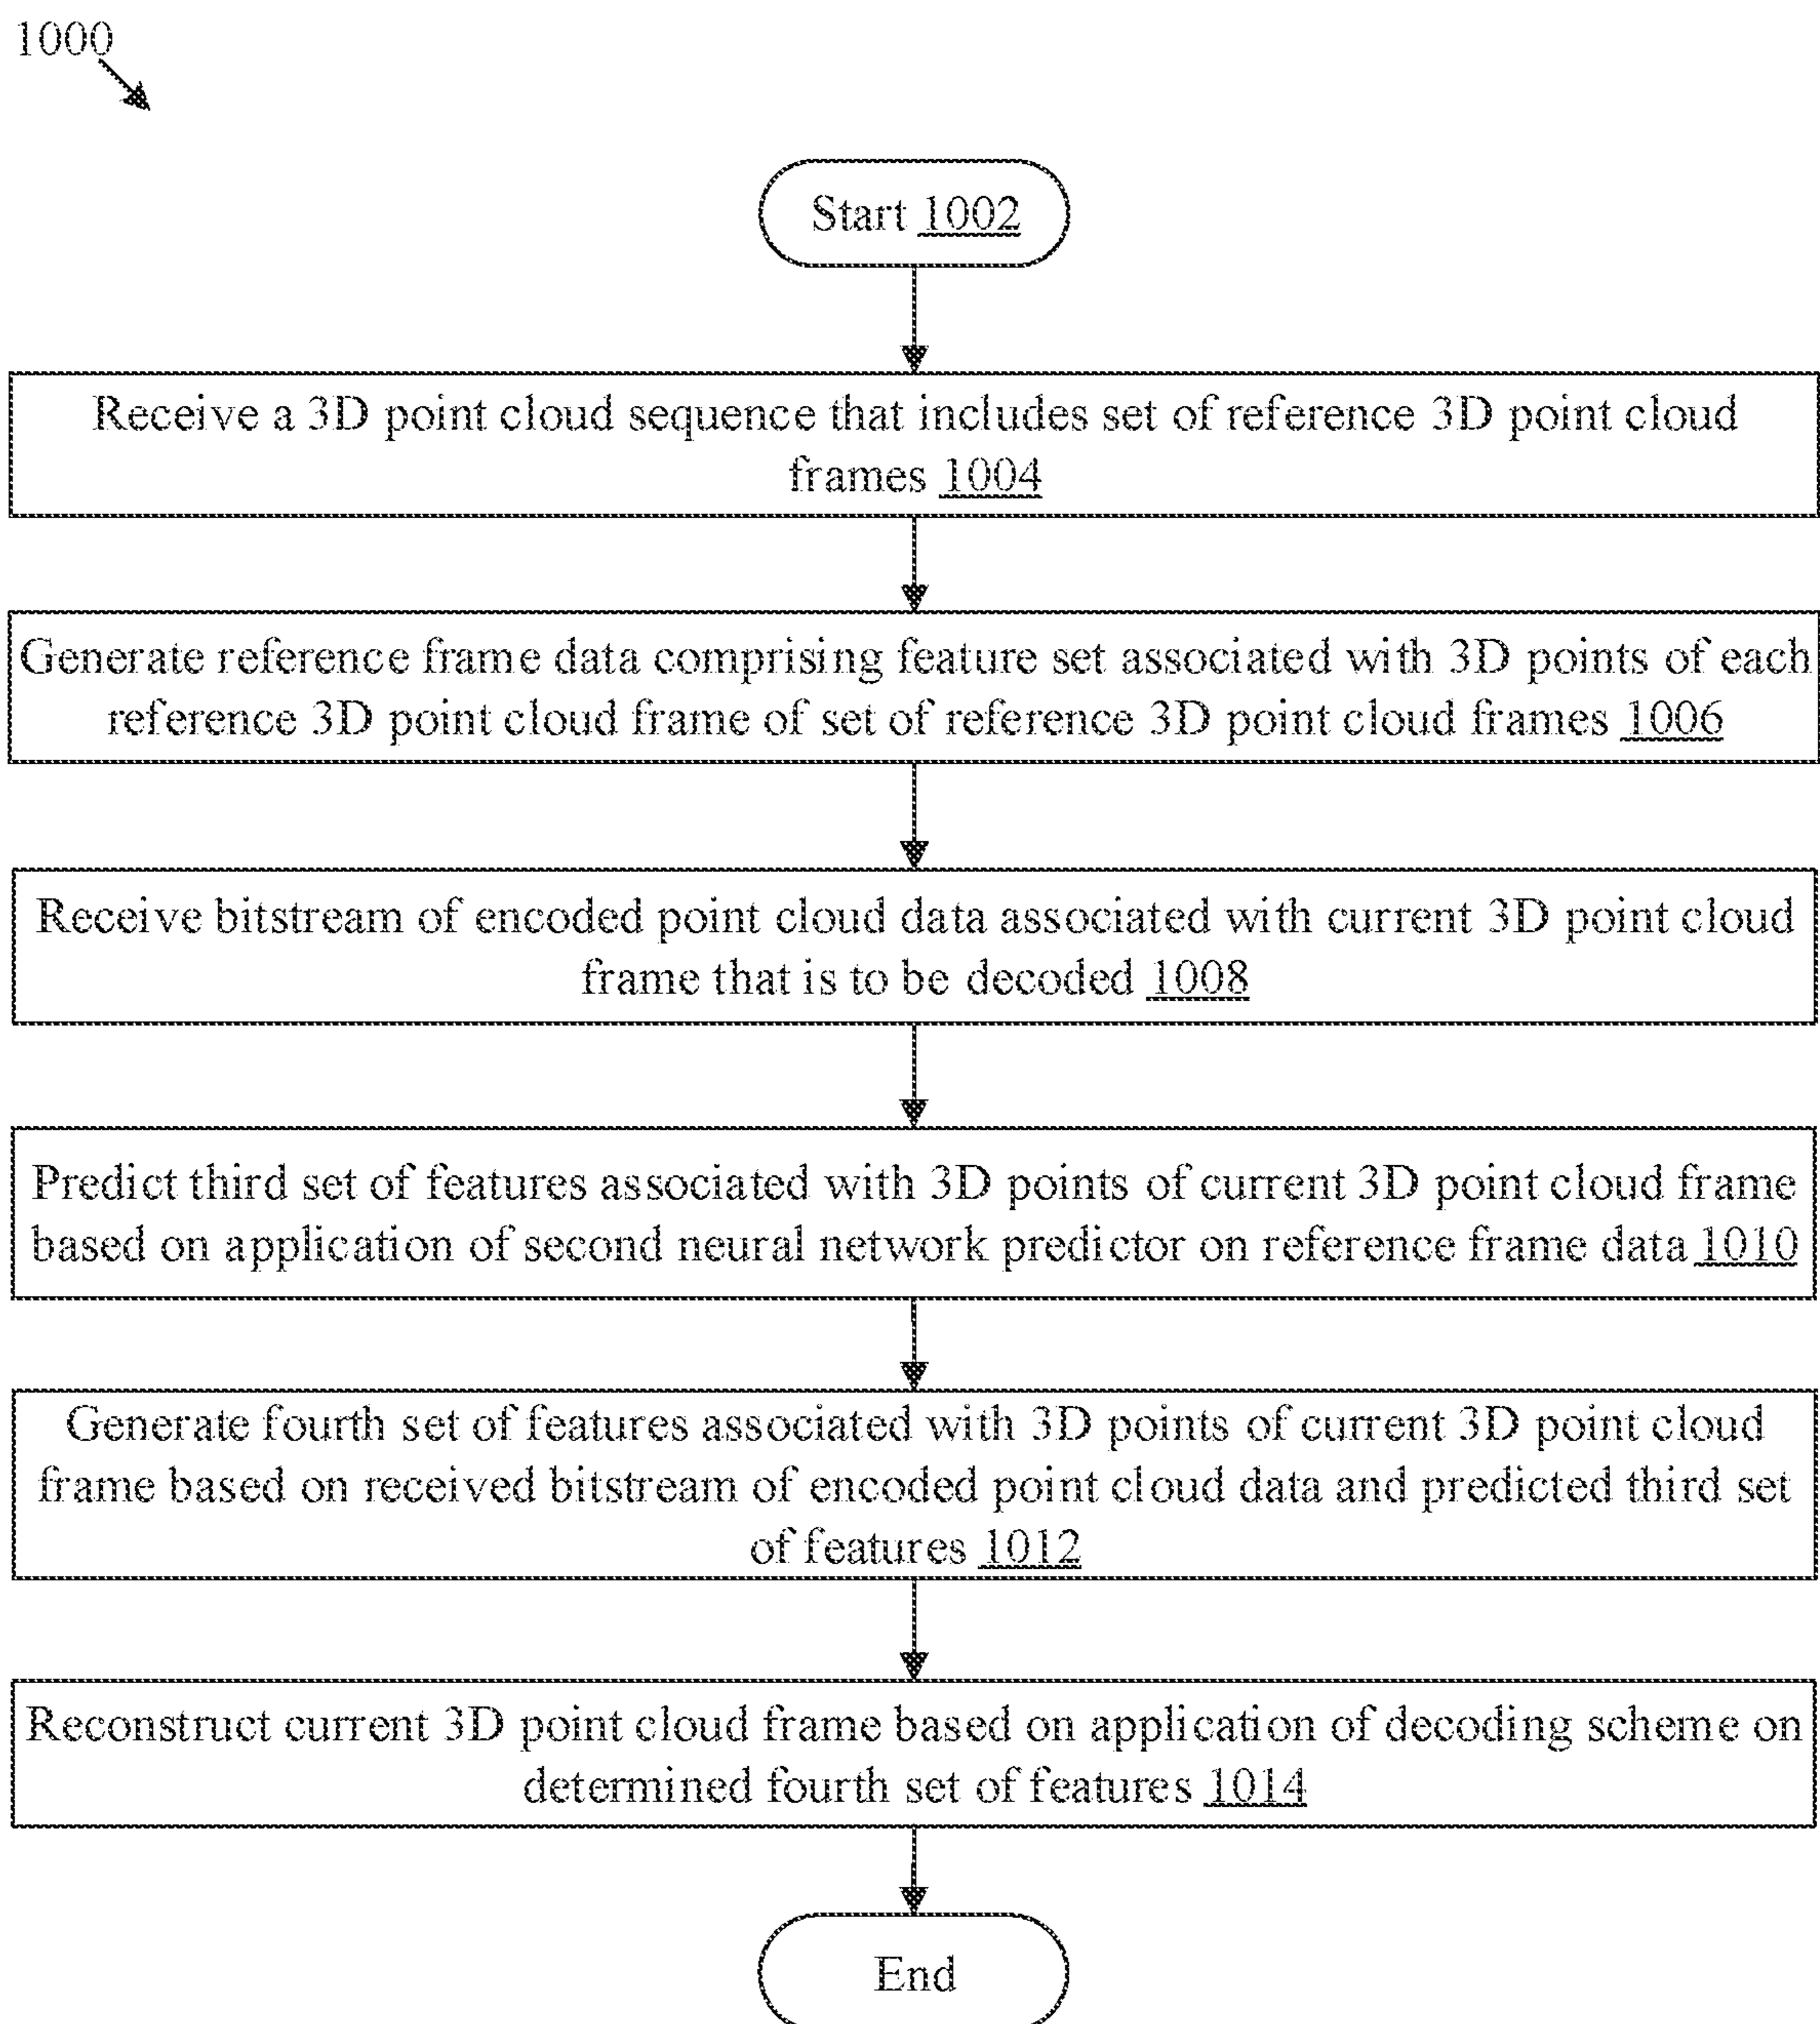 1000
Start 1002
Receive a 3D point cloud sequence that includes set of reference 3D point cloud
frames 1004
Generate reference frame data comprising feature set associated with 3D points of each
reference 3D point cloud frame of set of reference 3D point cloud frames 1006
Receive bitstream of encoded point cloud data associated with current 3D point cloud
frame that is to be decoded 1008
Predict third set of features associated with 3D points of current 3D point cloud frame
based on application of second neural network predictor on reference frame data 1010
Generate fourth set of features associated with 3D points of current 3D point cloud
frame based on received bitstream of encoded point cloud data and predicted third set
of features 1012
Reconstruct current 3D point cloud frame based on application of decoding scheme on
determined fourth set of features 1014
End